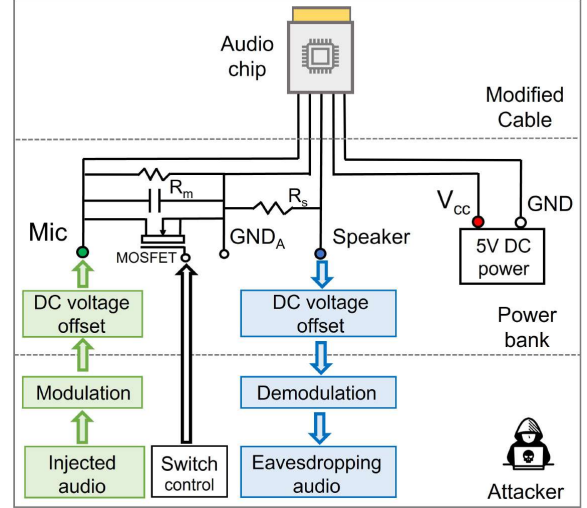 Audio
chip
Modified
Cable
Rm
Rs
Mic
MOSFET
GNDA
Speaker
Vcc
GND
5V DC
power
DC voltage
offset
DC voltage
offset
Power
bank
Modulation
Demodulation
Injected
audio
Switch
control
Eavesdropping
audio
Attacker